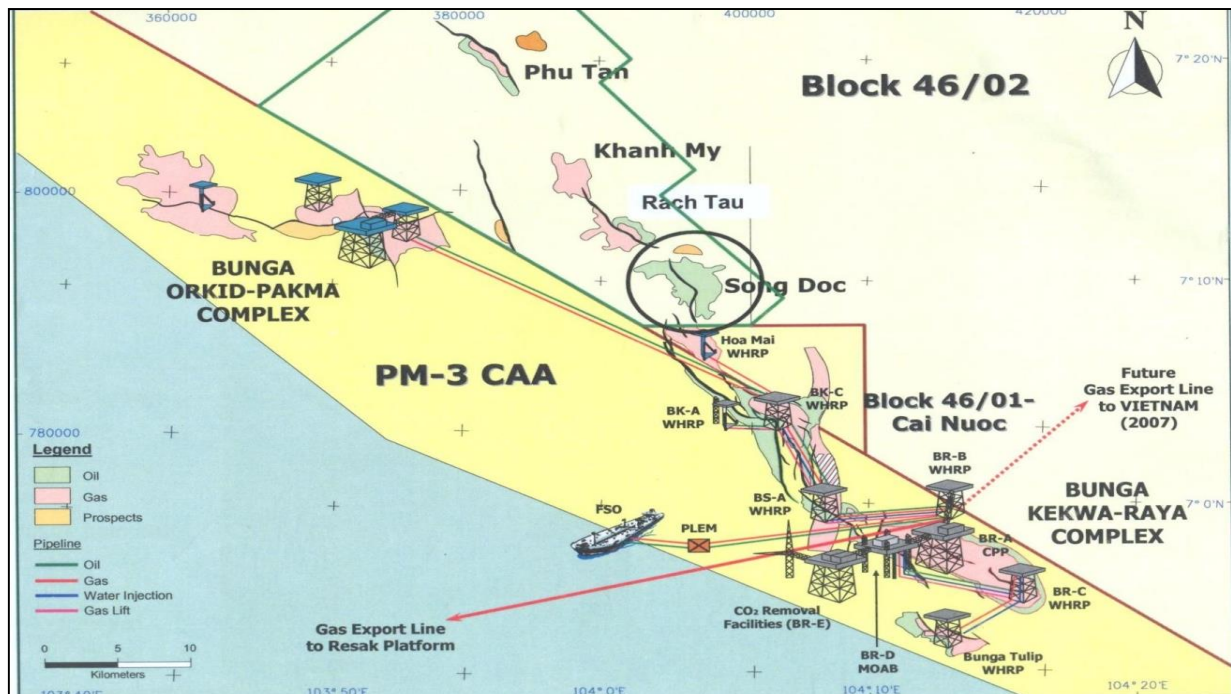 360000
380000
400000
420000
N
7° 20'N
Phu Tan
Block 46/02
Khanh My
800000
Rach Tau
BUNGA
ORKID-PAKMA
COMPLEX
Song Doc
7° 10'N
Hoa Mai
WHRP
PM-3 CAA
Future
Gas Export Line
to VIETNAM
(2007)
BK-C
WHRP
BK-A
WHRP
Block 46/01-
Cai Nuoc
780000
Legend
Oil
Gas
Prospects
Pipeline
Oil
Gas
Water Injection
Gas Lift
BR-B
WHRP
BS-A
WHRP
7° 0'N
BUNGA
KEKWA-RAYA
COMPLEX
FSO
PLEM
BR-A
CPP
BR-C
WHRP
CO₂ Removal
Facilities (BR-E)
Gas Export Line
to Resak Platform
BR-D
MOAB
Bunga Tulip
WHRP
0 5 10
Kilometers
103° 40'E
103° 50'E
104° 0'E
104° 10'E
104° 20'E